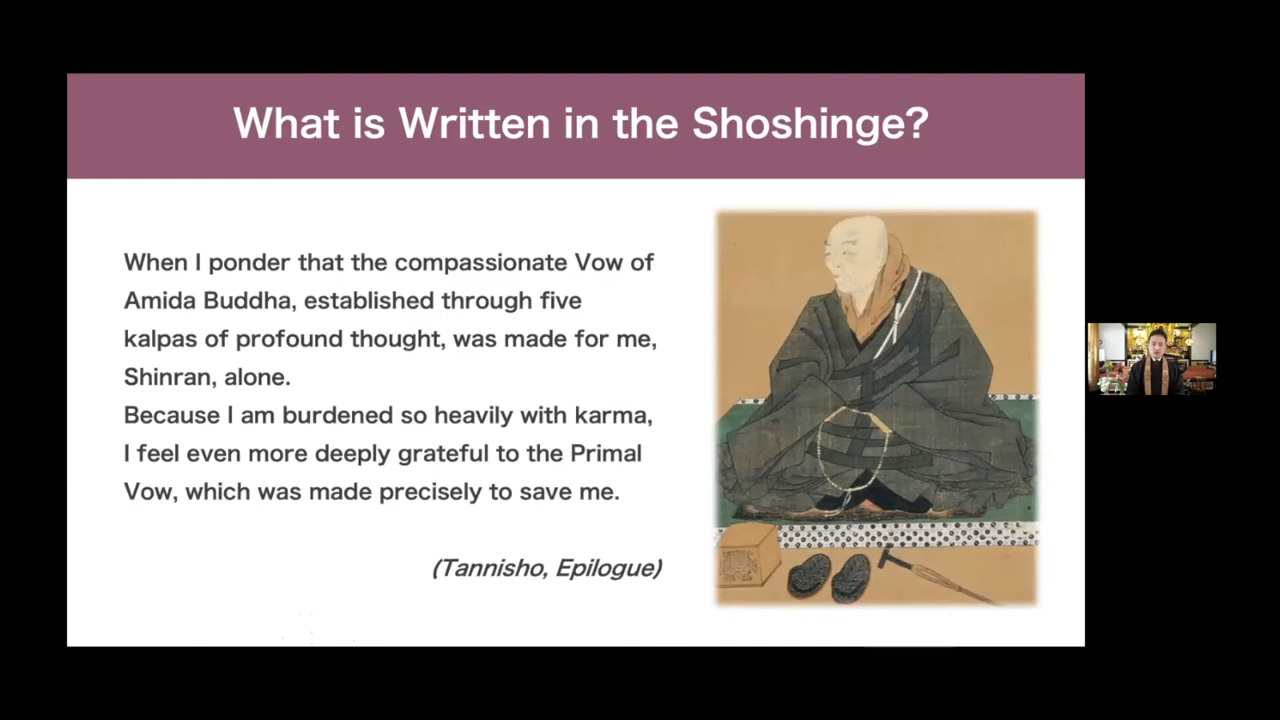 What is Written in the Shoshinge?
When I ponder that the compassionate Vow of
Amida Buddha, established through five
kalpas of profound thought, was made for me,
Shinran, alone.
Because I am burdened so heavily with karma,
I feel even more deeply grateful to the Primal
Vow, which was made precisely to save me.
(Tannisho, Epilogue)